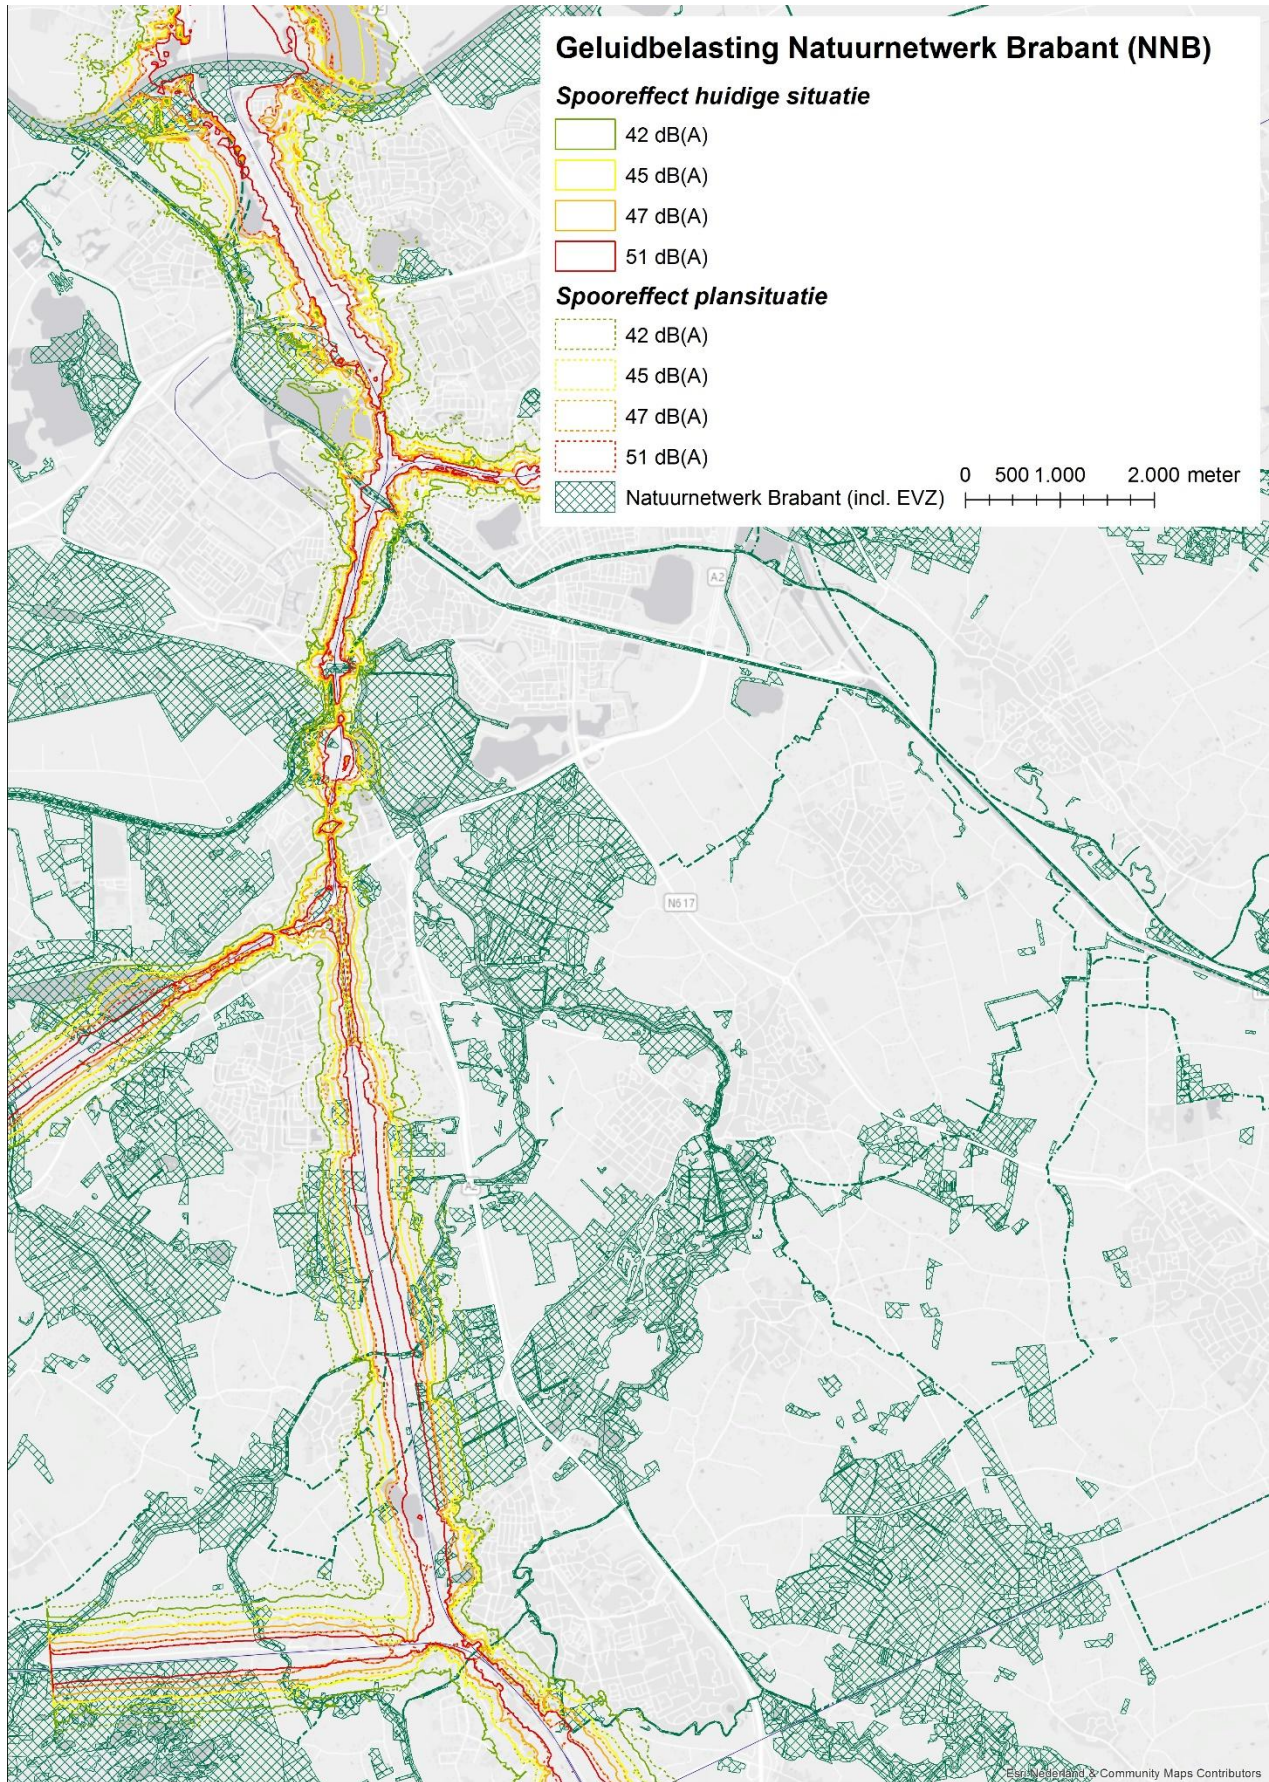 Geluidbelasting Natuurnetwerk Brabant (NNB)
Spooreffect huidige situatie
42 dB(A)
45 dB(A)
47 dB(A)
51 dB(A)
Spooreffect plansituatie
42 dB(A)
45 dB(A)
47 dB(A)
51 dB(A)
Natuurnetwerk Brabant (incl. EVZ)
0 500 1.000 2.000 meter
A2
N617
Esri Nederland & Community Maps Contributors